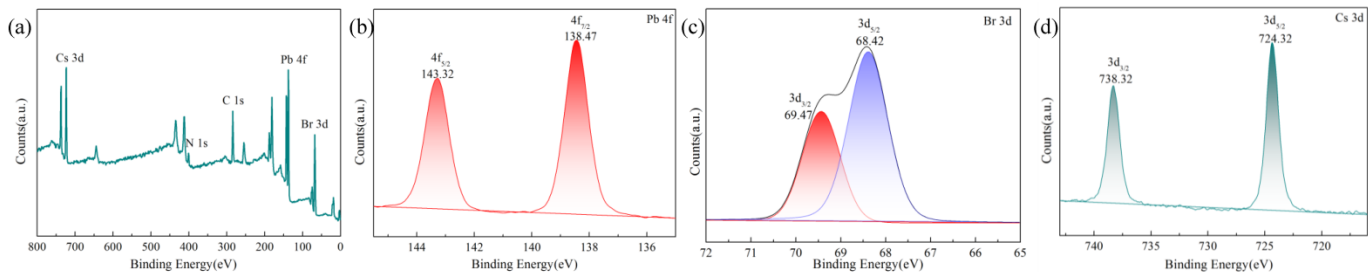 (a)
Cs 3d
N 1s
C 1s
Pb 4f
Br 3d
Counts(a.u.)
800 700 600 500 400 300 200 100 0
Binding Energy(eV)
(b)
Pb 4f
4f7/2
138.47
4f5/2
143.32
Counts(a.u.)
144 142 140 138 136
Binding Energy(eV)
(c)
Br 3d
3d5/2
68.42
3d3/2
69.47
Counts(a.u.)
72 71 70 69 68 67 66 65
Binding Energy(eV)
(d)
Cs 3d
3d5/2
724.32
3d3/2
738.32
Counts(a.u.)
740 735 730 725 720
Binding Energy(eV)